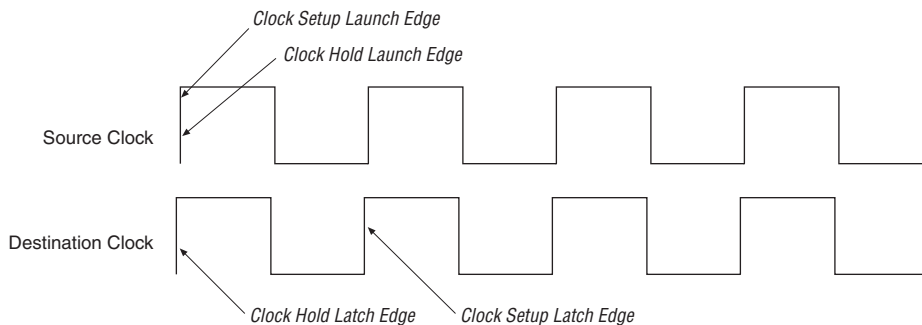 Clock Setup Launch Edge
Clock Hold Launch Edge
Source Clock
Destination Clock
Clock Hold Latch Edge
Clock Setup Latch Edge